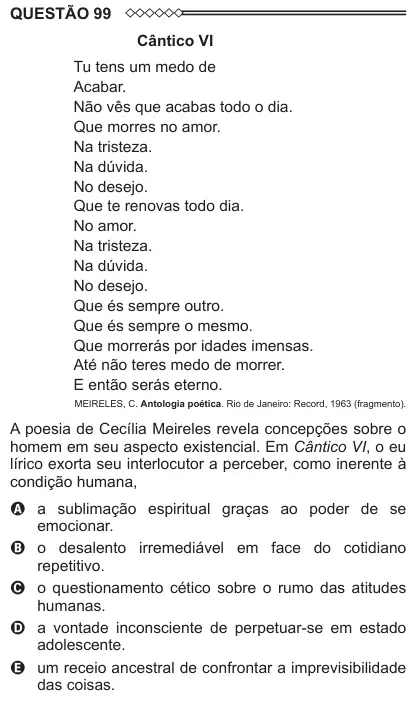 QUESTÃO 99
Cântico VI
Tu tens um medo de
Acabar.
Não vês que acabas todo o dia.
Que morres no amor.
Na tristeza.
Na dúvida.
No desejo.
Que te renovas todo dia.
No amor.
Na tristeza.
Na dúvida.
No desejo.
Que és sempre outro.
Que és sempre o mesmo.
Que morrerás por idades imensas.
Até não teres medo de morrer.
E então serás eterno.
MEIRELES, C. Antologia poética. Rio de Janeiro: Record, 1963 (fragmento).
A poesia de Cecília Meireles revela concepções sobre o
homem em seu aspecto existencial. Em Cântico VI, o eu
lírico exorta seu interlocutor a perceber, como inerente à
condição humana,
A a sublimação espiritual graças ao poder de se
emocionar.
B o desalento irremediável em face do cotidiano
repetitivo.
C o questionamento cético sobre o rumo das atitudes
humanas.
D a vontade inconsciente de perpetuar-se em estado
adolescente.
E um receio ancestral de confrontar a imprevisibilidade
das coisas.